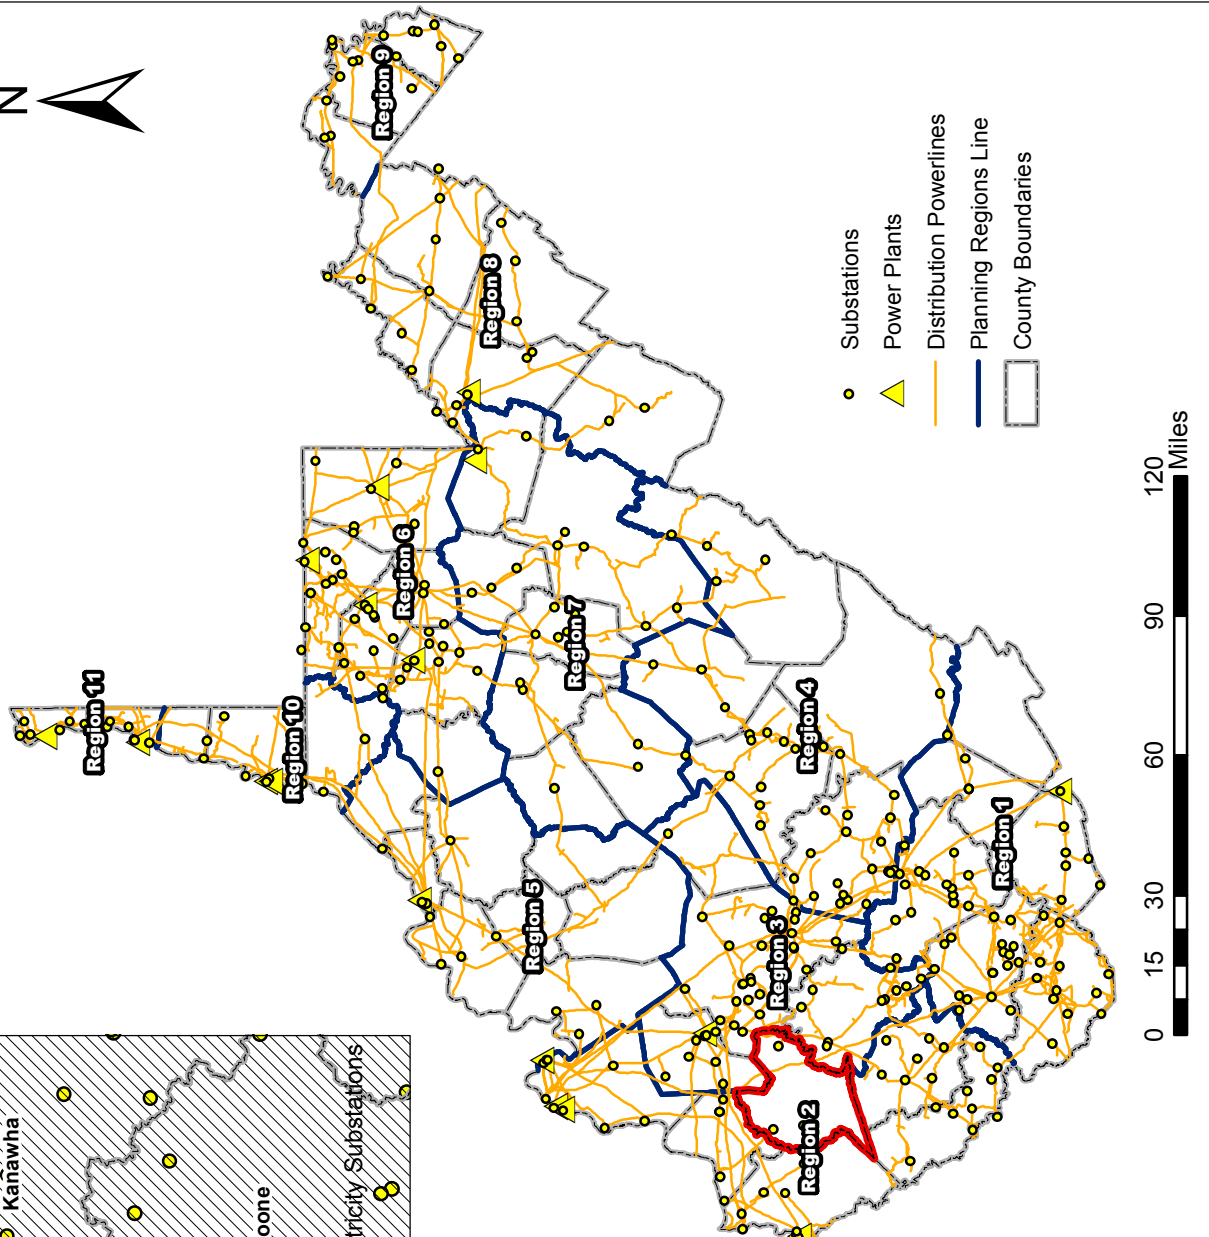 N
Region 11
Region 10
Region 9
Region 6
Region 8
Region 7
Region 5
Region 4
Region 3
Region 1
Region 2
Substations
Power Plants
Distribution Powerlines
Planning Regions Line
County Boundaries
0 15 30 60 90 120
Miles
Kanawha
oone
tricity Substations